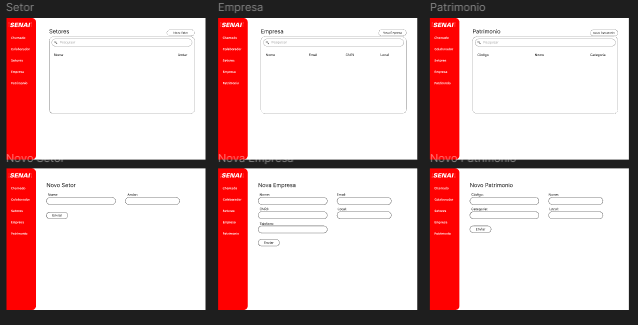 Setor
Empresa
Patrimonio
SENAI
Chamado
Colaborador
Setores
Empresa
Patrimonio
Setores
Novo Setor
Pesquisar
Nome
Andar
SENAI
Chamado
Colaborador
Setores
Empresa
Patrimonio
Empresa
Nova Empresa
Pesquisar
Nome
Email
CNPJ
Local
SENAI
Chamado
Colaborador
Setores
Empresa
Patrimonio
Patrimonio
Novo Patrimonio
Pesquisar
Código
Nome
Categoria
Novo Setor
Nova Empresa
Novo Patrimonio
SENAI
Chamado
Colaborador
Setores
Empresa
Patrimonio
Novo Setor
Nome:
Andar:
Enviar
SENAI
Chamado
Colaborador
Setores
Empresa
Patrimonio
Nova Empresa
Nome:
Email:
CNPJ:
Local:
Telefone:
Enviar
SENAI
Chamado
Colaborador
Setores
Empresa
Patrimonio
Novo Patrimonio
Código:
Nome:
Categoria:
Local:
Enviar